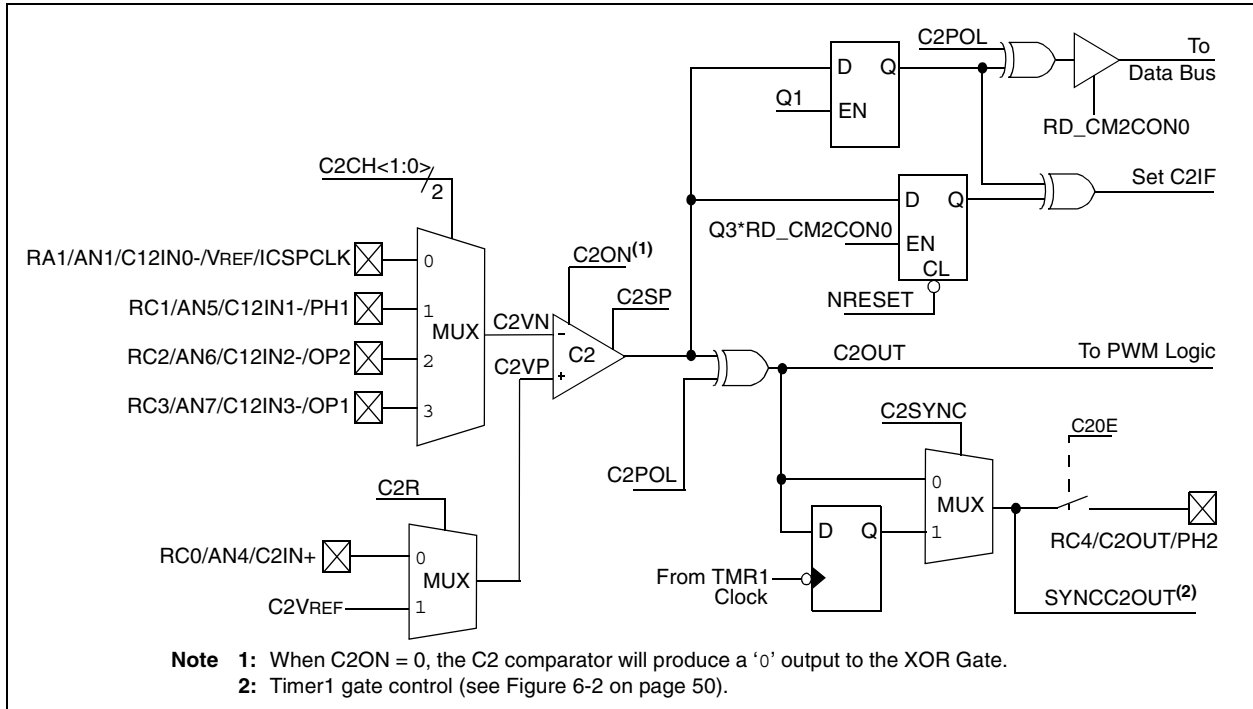 C2POL
To
Data Bus
RD_CM2CON0
D Q
Q1
EN
Set C2IF
D Q
Q3*RD_CM2CON0
EN
CL
NRESET
C2CH<1:0>
2
RA1/AN1/C12IN0-/VREF/ICSPCLK
0
RC1/AN5/C12IN1-/PH1
1
MUX
RC2/AN6/C12IN2-/OP2
2
RC3/AN7/C12IN3-/OP1
3
C2ON(1)
C2SP
C2VN
–
C2
C2VP
+
C2OUT
To PWM Logic
C2POL
C2SYNC
C20E
0
MUX
1
D Q
From TMR1
Clock
RC4/C2OUT/PH2
SYNCC2OUT(2)
C2R
RC0/AN4/C2IN+
0
MUX
C2VREF
1
Note 1: When C2ON = 0, the C2 comparator will produce a ‘0’ output to the XOR Gate.
2: Timer1 gate control (see Figure 6-2 on page 50).